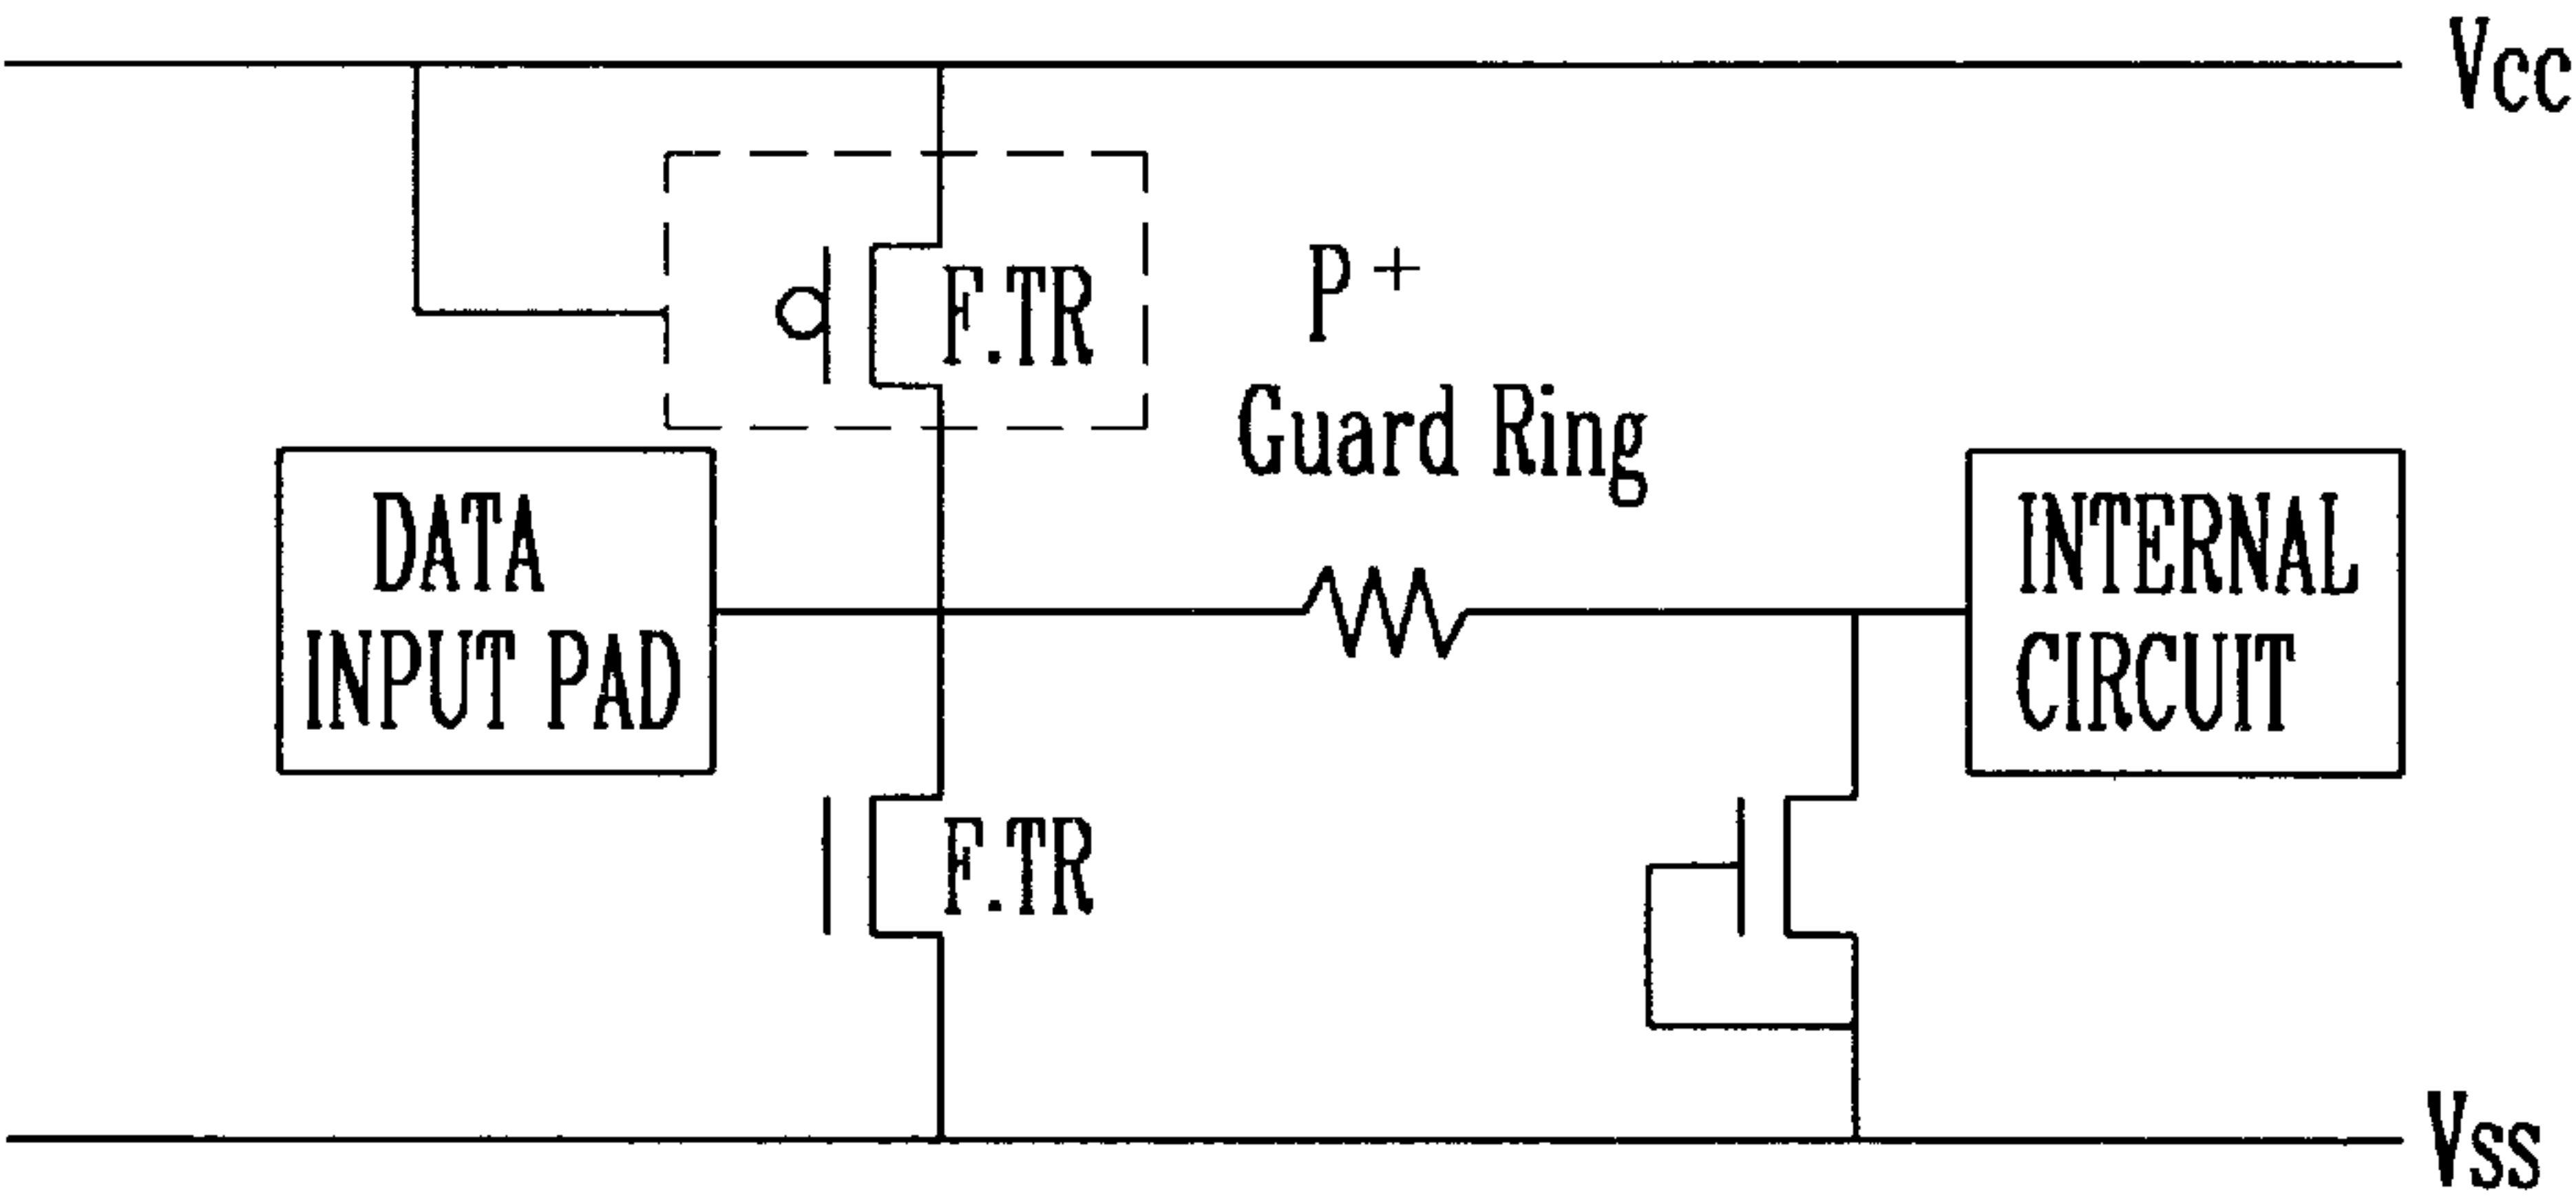 Vcc
F.TR
P+
Guard Ring
DATA
INPUT PAD
INTERNAL
CIRCUIT
F.TR
Vss